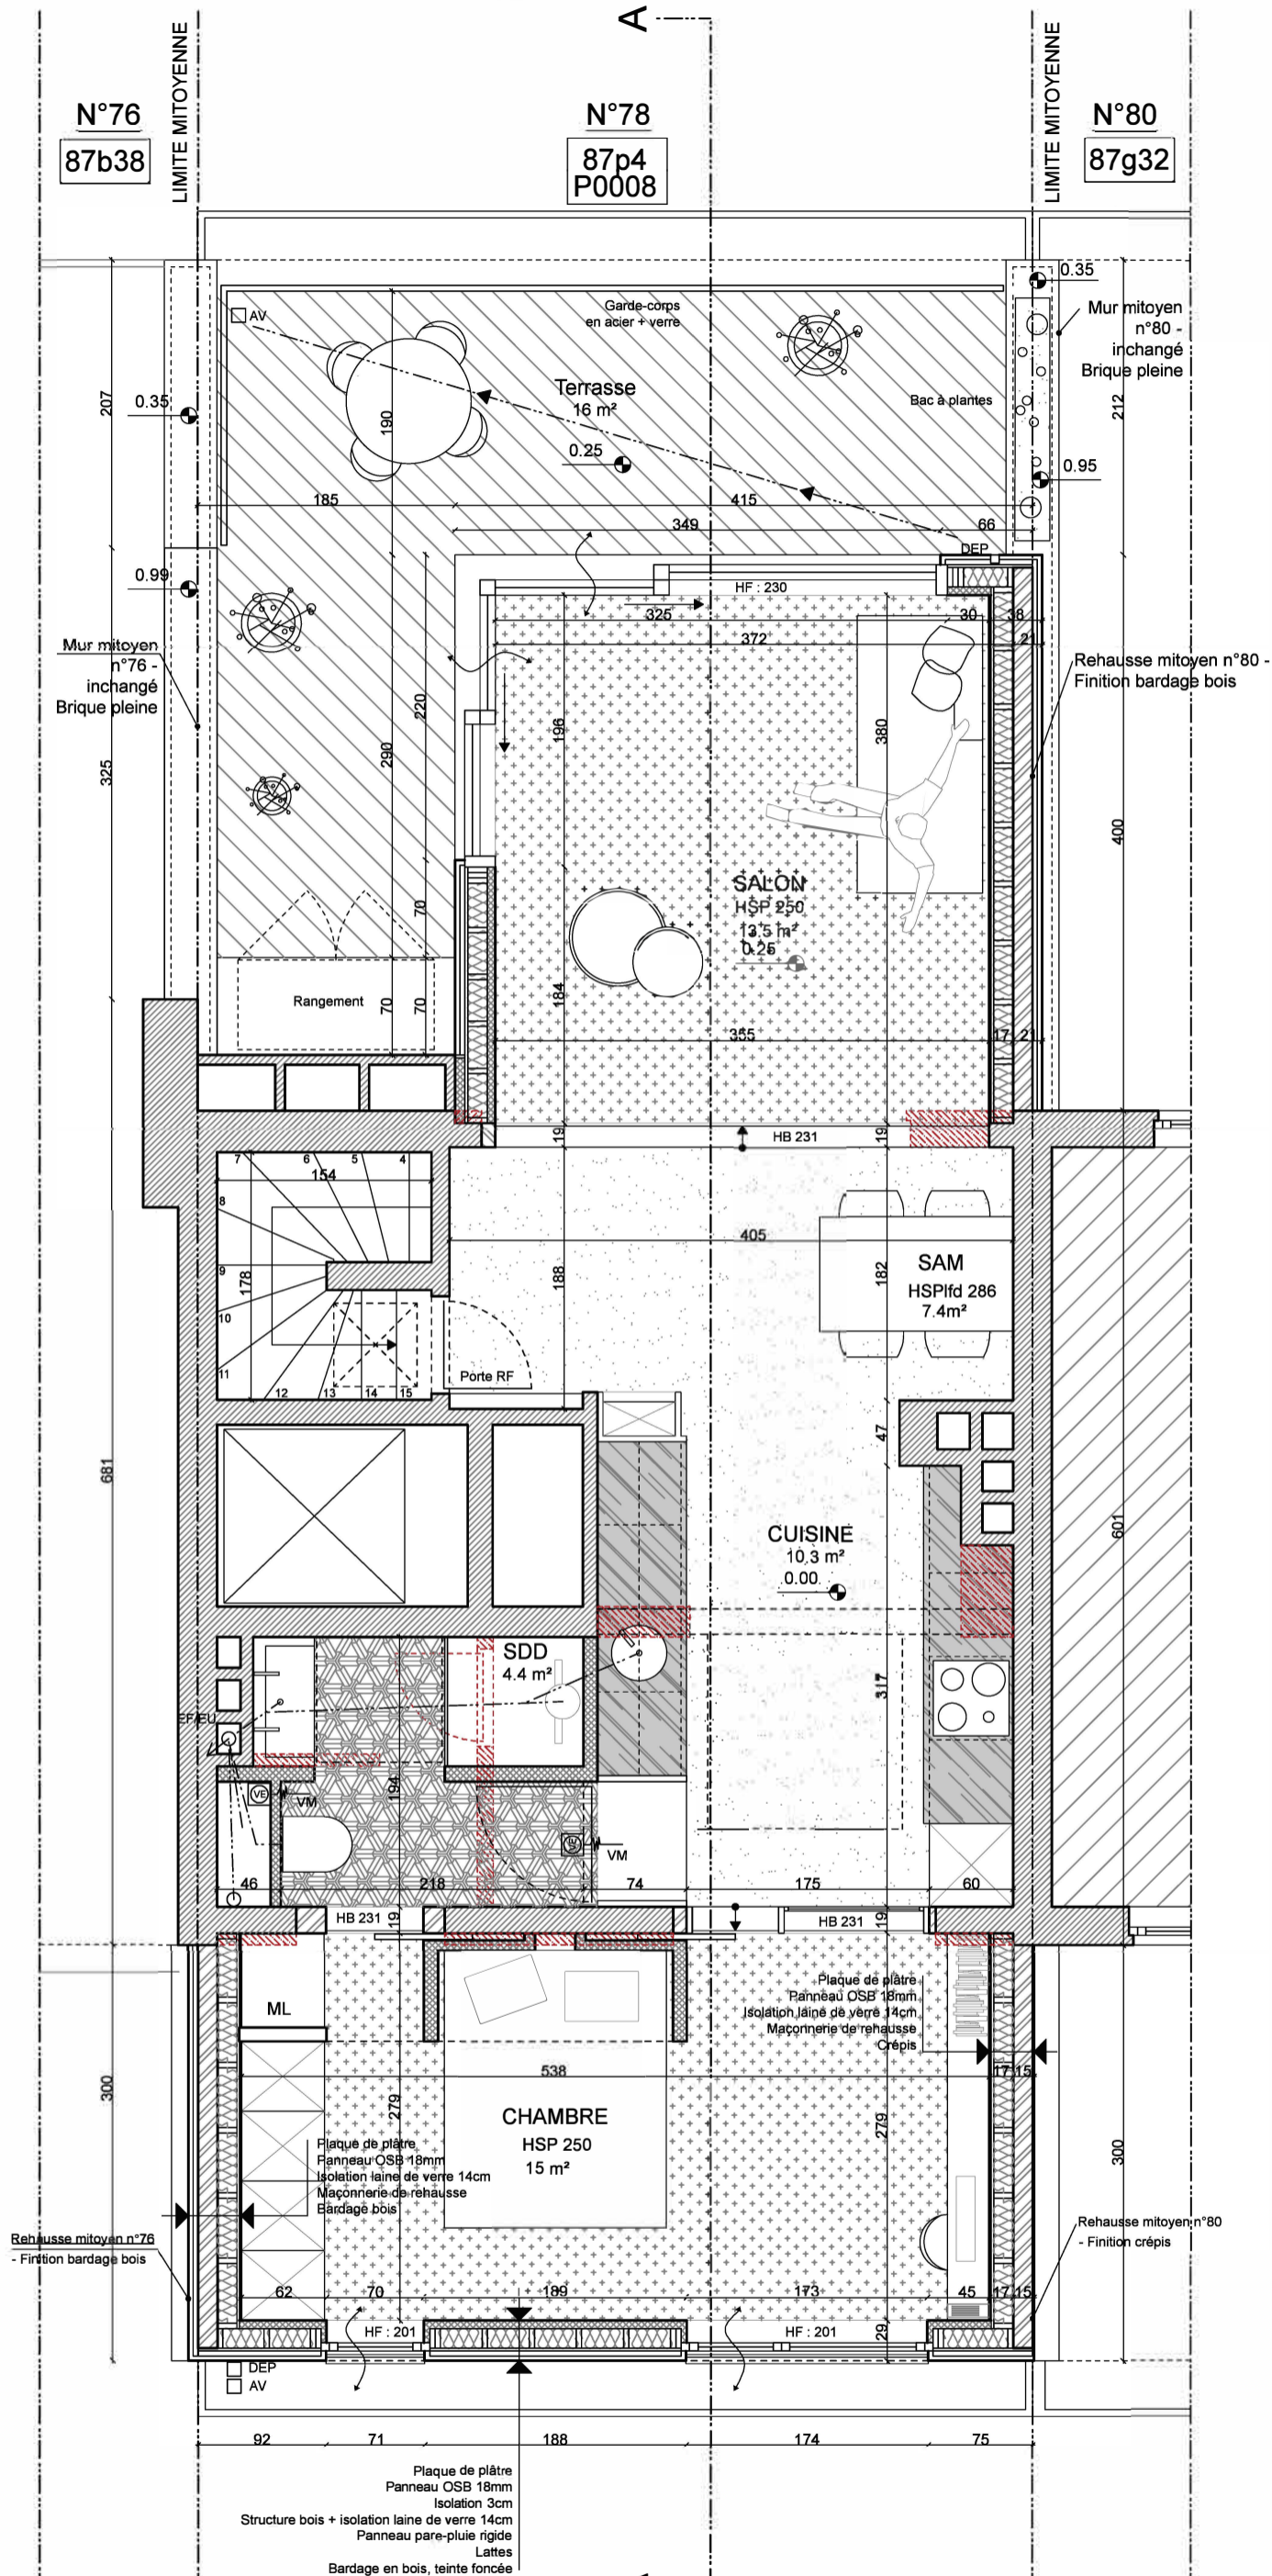 A
N°76
87b38
LIMITE MITOYENNE
N°78
87p4
P0008
LIMITE MITOYENNE
N°80
87g32
0.35
Mur mitoyen
n°80 -
inchangé
Brique pleine
AV
Garde-corps
en acier + verre
Terrasse
16 m²
Bac à plantes
207
190
212
0.35
0.25
0.95
185
415
349
66
DEP
0.99
HF : 230
325
30
38
372
21
Mur mitoyen
n°76 -
inchangé
Brique pleine
Rehausse mitoyen n°80 -
Finition bardage bois
220
196
380
290
325
400
SALON
HSP 250
13.5 m²
0.25
70
184
Rangement
70
70
355
17
21
19
HB 231
19
7
6
5
4
154
8
9
10
11
12
13
14
15
178
188
405
182
SAM
HSPlfd 286
7.4m²
Porte RF
47
681
601
CUISINE
10.3 m²
0.00
SDD
4.4 m²
317
EF/EU
194
VE
VM
VM
46
218
74
175
60
HB 231
19
HB 231
19
ML
Plaque de plâtre
Panneau OSB 18mm
Isolation laine de verre 14cm
Maçonnerie de rehausse
Crépis
538
17
15
300
279
279
300
CHAMBRE
HSP 250
15 m²
Plaque de plâtre
Panneau OSB 18mm
Isolation laine de verre 14cm
Maçonnerie de rehausse
Bardage bois
Rehausse mitoyen n°76
- Finition bardage bois
Rehausse mitoyen n°80
- Finition crépis
62
70
189
173
45
17
15
HF : 201
HF : 201
29
DEP
AV
92
71
188
174
75
Plaque de plâtre
Panneau OSB 18mm
Isolation 3cm
Structure bois + isolation laine de verre 14cm
Panneau pare-pluie rigide
Lattes
Bardage en bois, teinte foncée